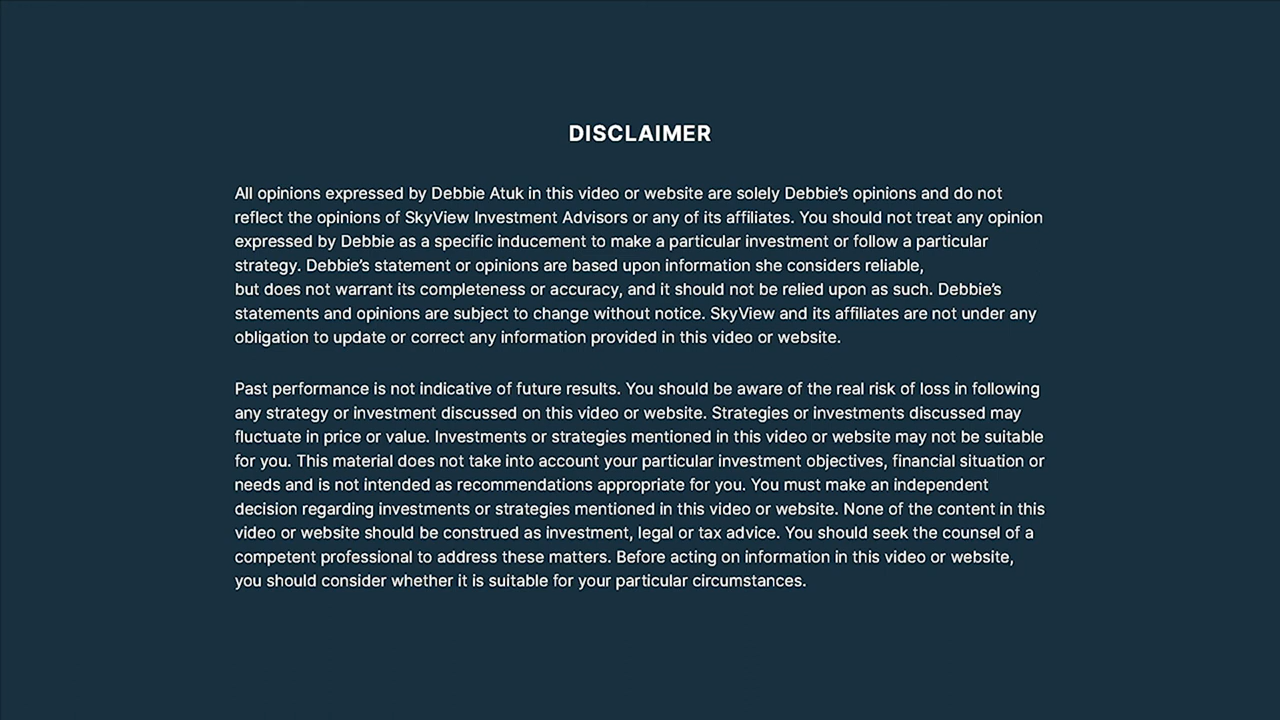 DISCLAIMER
All opinions expressed by Debbie Atuk in this video or website are solely Debbie’s opinions and do not
reflect the opinions of SkyView Investment Advisors or any of its affiliates. You should not treat any opinion
expressed by Debbie as a specific inducement to make a particular investment or follow a particular
strategy. Debbie’s statement or opinions are based upon information she considers reliable,
but does not warrant its completeness or accuracy, and it should not be relied upon as such. Debbie’s
statements and opinions are subject to change without notice. SkyView and its affiliates are not under any
obligation to update or correct any information provided in this video or website.
Past performance is not indicative of future results. You should be aware of the real risk of loss in following
any strategy or investment discussed on this video or website. Strategies or investments discussed may
fluctuate in price or value. Investments or strategies mentioned in this video or website may not be suitable
for you. This material does not take into account your particular investment objectives, financial situation or
needs and is not intended as recommendations appropriate for you. You must make an independent
decision regarding investments or strategies mentioned in this video or website. None of the content in this
video or website should be construed as investment, legal or tax advice. You should seek the counsel of a
competent professional to address these matters. Before acting on information in this video or website,
you should consider whether it is suitable for your particular circumstances.